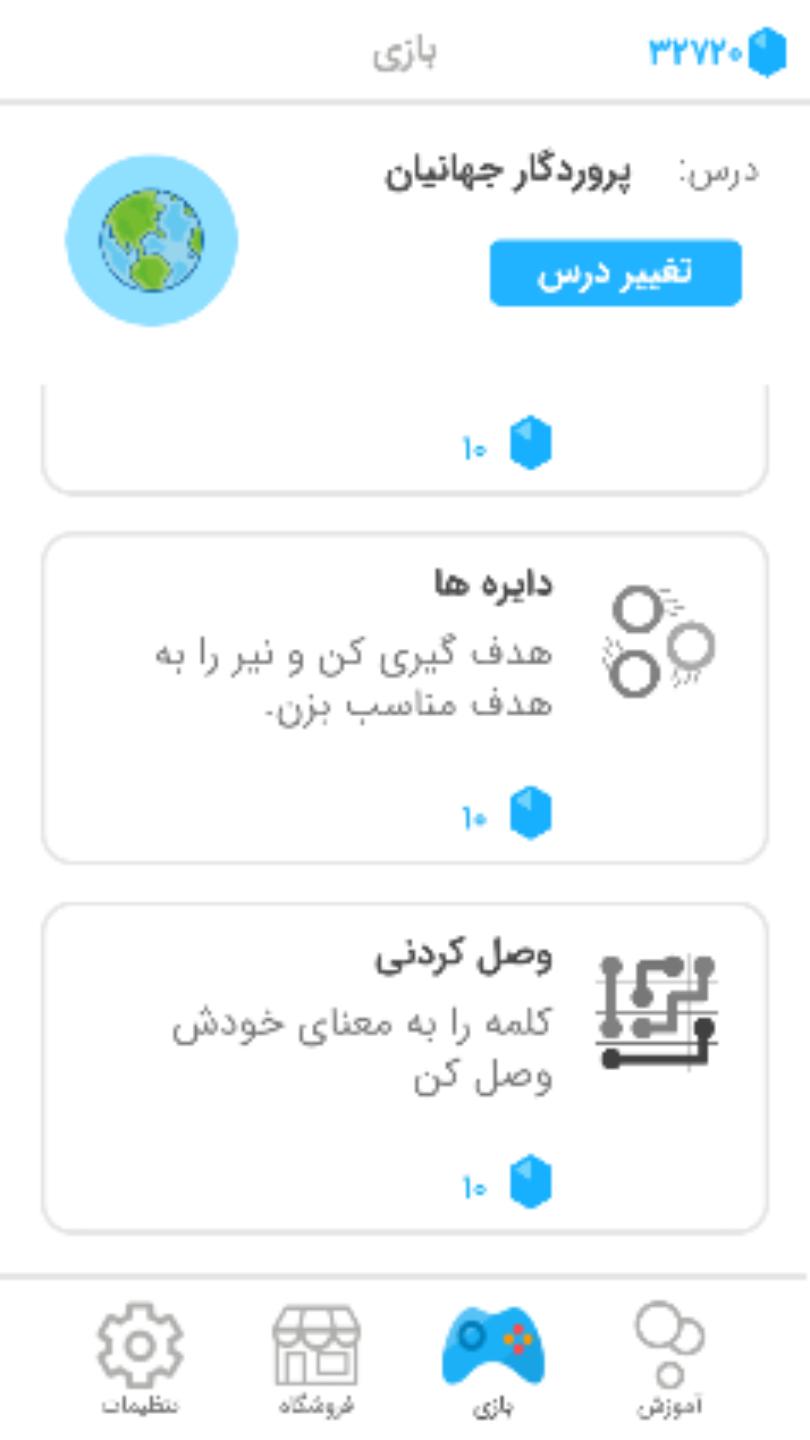 بازی
۳۲۷۲۰
درس: پروردگار جهانیان
تغییر درس
۱۰
دایره ها
هدف گیری کن و نیر را به
هدف مناسب بزن.
۱۰
وصل کردنی
کلمه را به معنای خودش
وصل کن
۱۰
آموزش
بازی
فروشگاه
تنظیمات